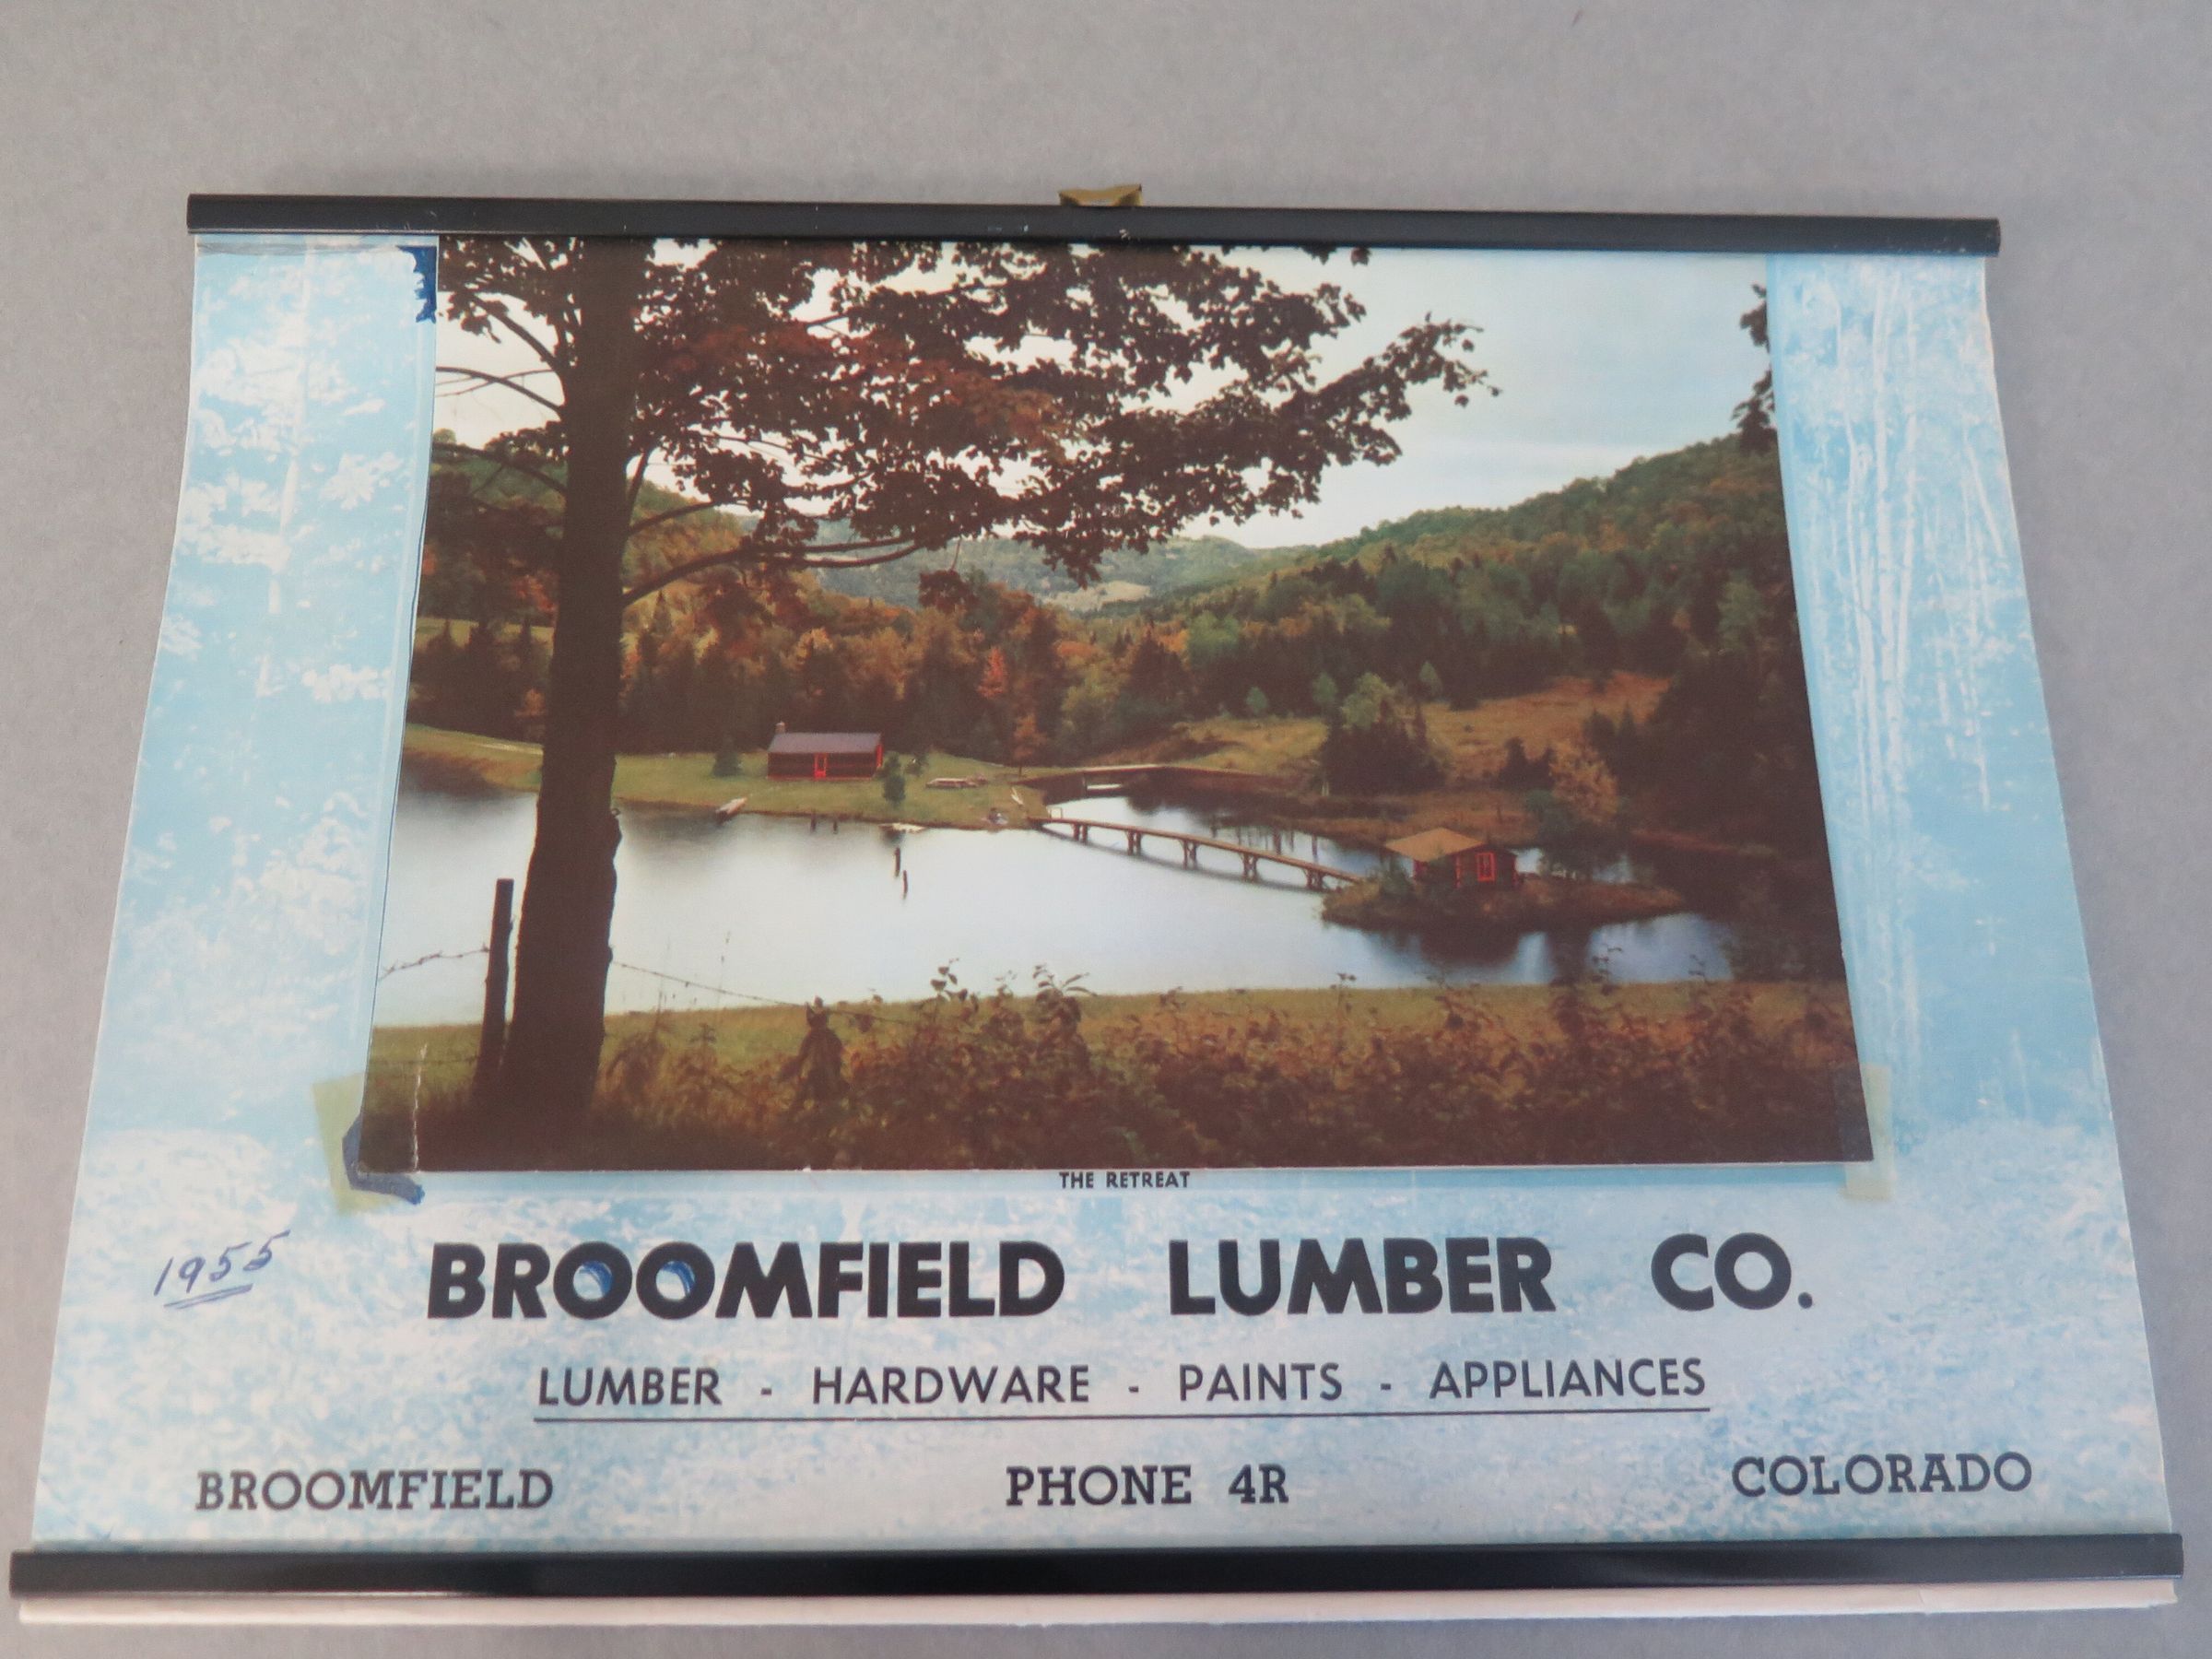 THE RETREAT
1955
BROOMFIELD LUMBER CO.
LUMBER - HARDWARE - PAINTS - APPLIANCES
BROOMFIELD PHONE 4R COLORADO